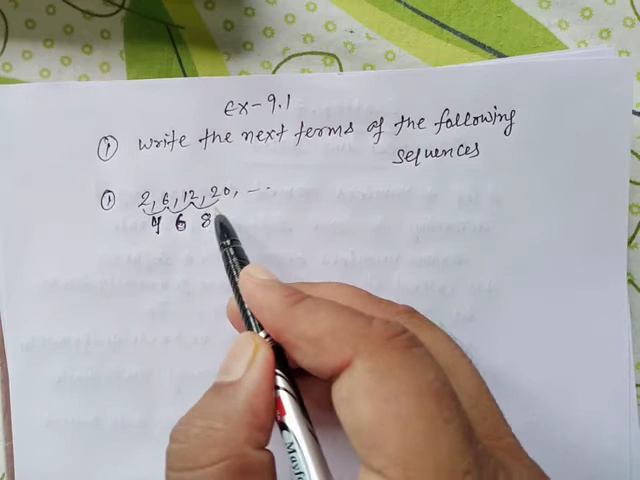 Ex-9.1
① Write the next terms of the following
sequences
① 2, 6, 12, 20, ---
4 6 8